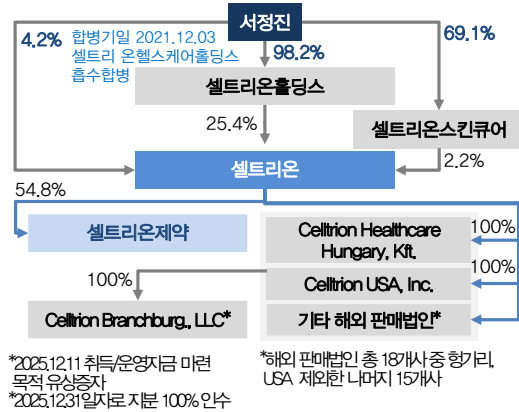 서정진
4.2%
합병기일 2021.12.03
셀트리 온헬스케어홀딩스
흡수합병
98.2%
69.1%
셀트리온홀딩스
25.4%
셀트리온스킨큐어
2.2%
셀트리온
54.8%
셀트리온제약
Celltrion Healthcare
Hungary, Kft.
100%
Celltrion USA, Inc.
100%
100%
Celltrion Branchburg., LLC*
기타 해외 판매법인*
*2025.12.11 취득/운영자금 마련
목적 유상증자
*2025.12.31일자로 지분 100% 인수
*해외 판매법인 총 18개사 중 헝가리,
USA 제외한 나머지 15개사